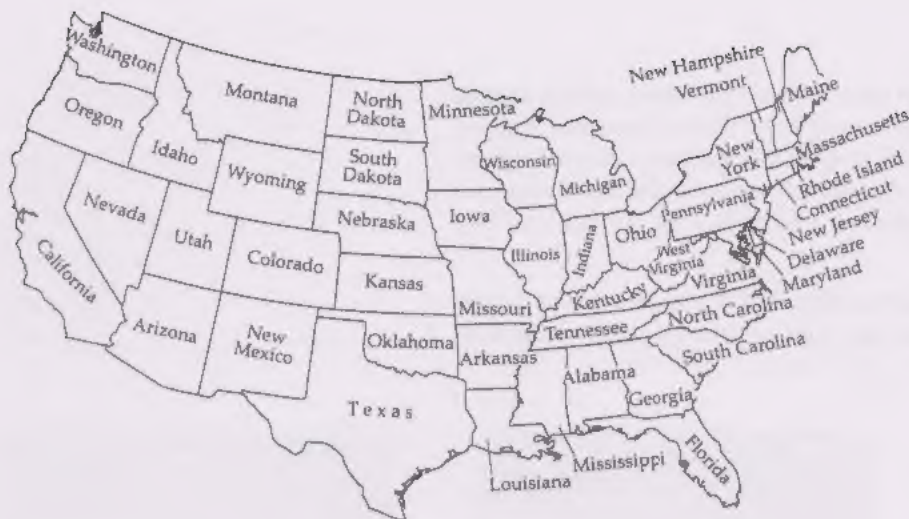 Washington
Oregon
California
Nevada
Idaho
Montana
Wyoming
Utah
Arizona
Colorado
New
Mexico
North
Dakota
South
Dakota
Nebraska
Kansas
Oklahoma
Texas
Minnesota
Iowa
Missouri
Arkansas
Louisiana
Wisconsin
Illinois
Michigan
Indiana
Ohio
Kentucky
Tennessee
Mississippi
Alabama
Georgia
Florida
South Carolina
North Carolina
Virginia
West
Virginia
Pennsylvania
New
York
New Hampshire
Vermont
Maine
Massachusetts
Rhode Island
Connecticut
New Jersey
Delaware
Maryland